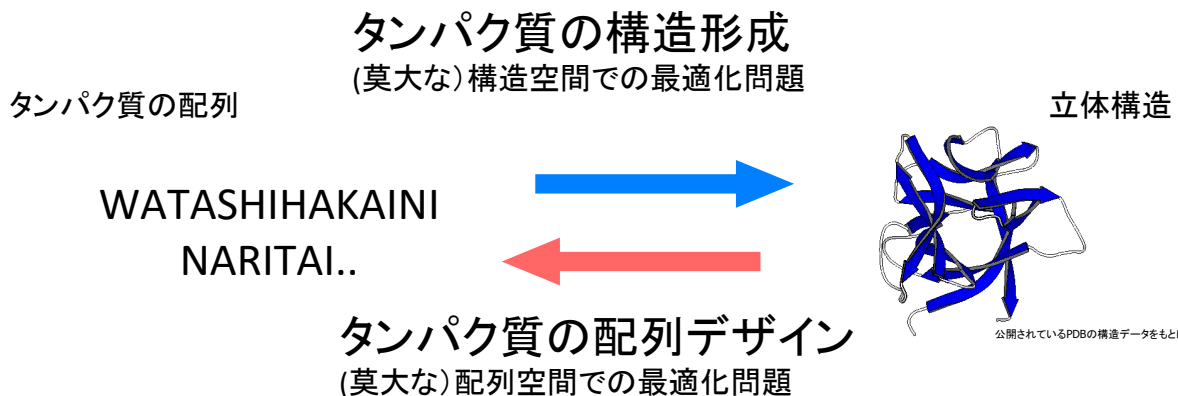 タンパク質の構造形成
(莫大な)構造空間での最適化問題
タンパク質の配列
立体構造
WATASHIHAKAINI
NARITAI..
タンパク質の配列デザイン
(莫大な)配列空間での最適化問題
公開されているPDBの構造データをもとに